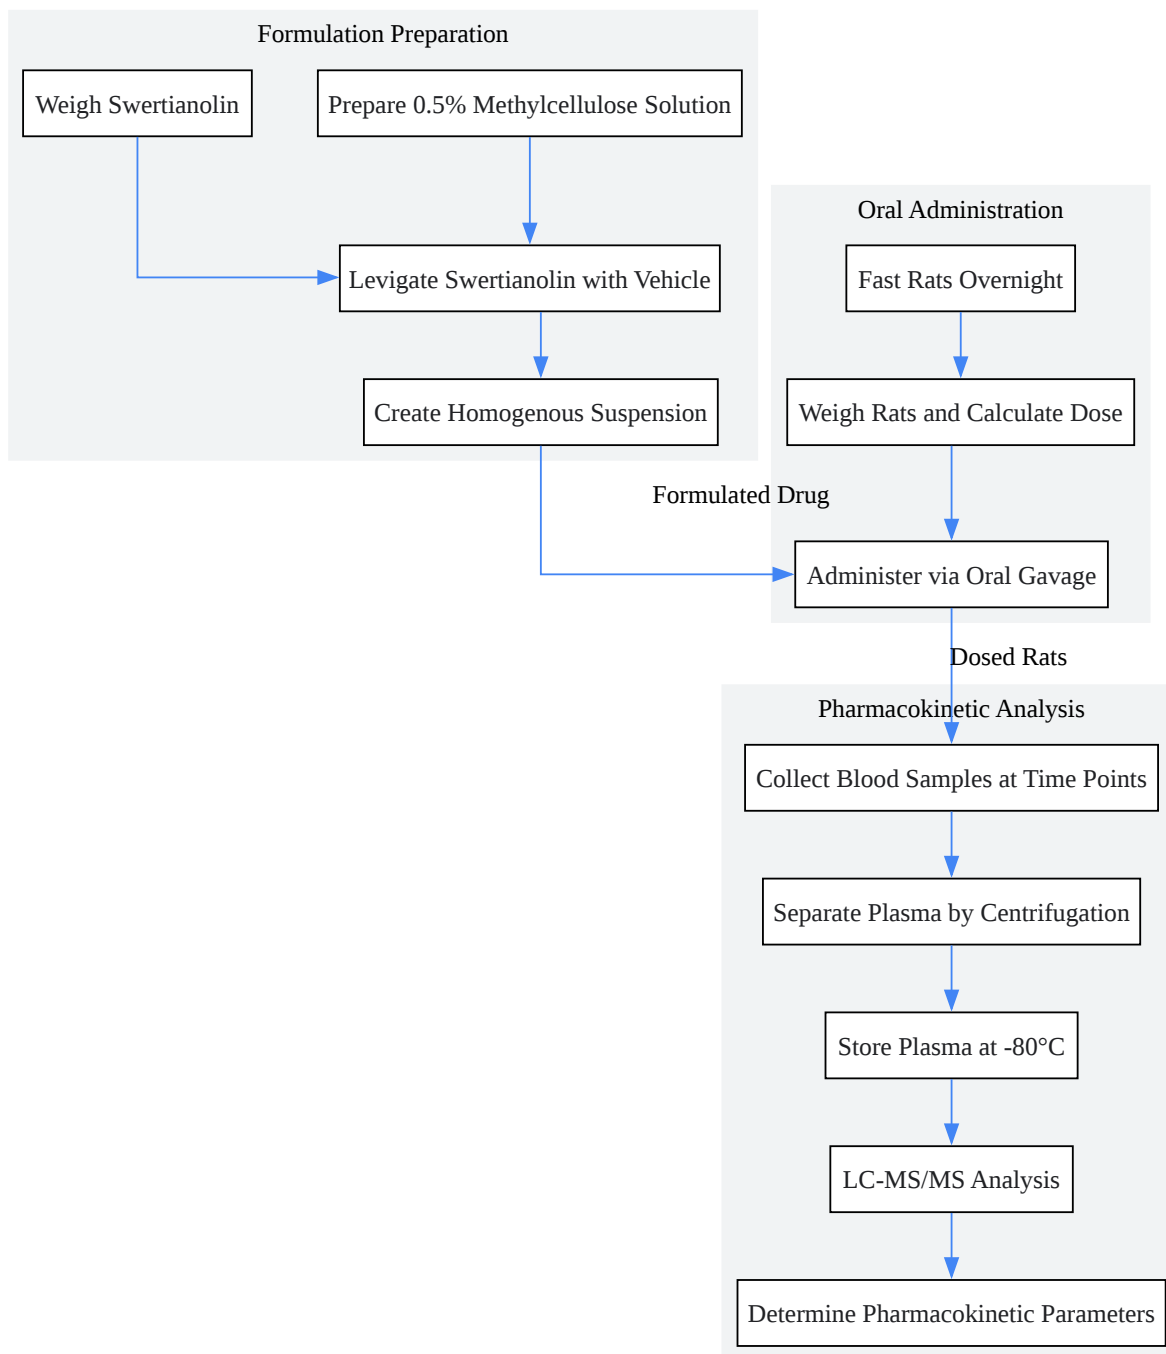 Formulation Preparation
Weigh Swertianolin
Prepare 0.5% Methylcellulose Solution
Levigate Swertianolin with Vehicle
Create Homogenous Suspension
Formulated Drug
Oral Administration
Fast Rats Overnight
Weigh Rats and Calculate Dose
Administer via Oral Gavage
Dosed Rats
Pharmacokinetic Analysis
Collect Blood Samples at Time Points
Separate Plasma by Centrifugation
Store Plasma at -80°C
LC-MS/MS Analysis
Determine Pharmacokinetic Parameters